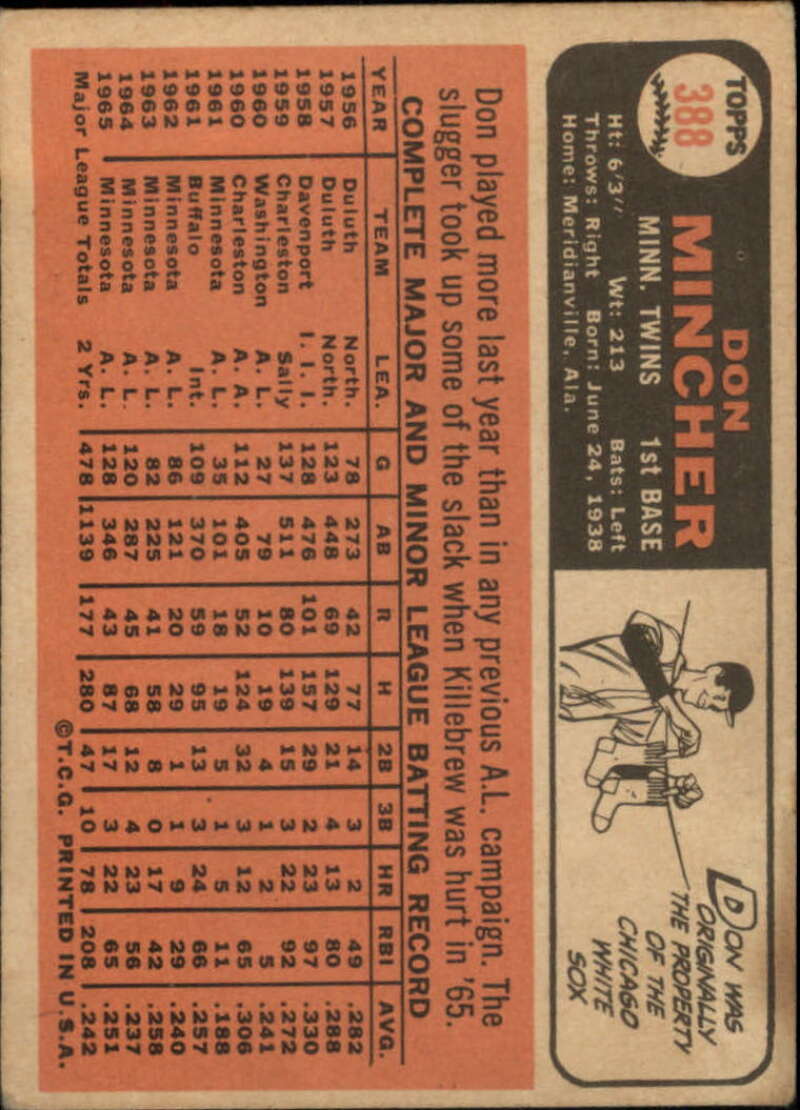 TOPPS
388
DON
MINCHER
MINN. TWINS 1st BASE
Ht: 6'3" Wt: 213 Bats: Left
Throws: Right Born: June 24, 1938
Home: Meridianville, Ala.
DON WAS
ORIGINALLY
THE PROPERTY
OF THE
CHICAGO
WHITE
SOX
Don played more last year than in any previous A.L. campaign. The
slugger took up some of the slack when Killebrew was hurt in '65.
COMPLETE MAJOR AND MINOR LEAGUE BATTING RECORD
YEAR TEAM LEA. G AB R H 2B 3B HR RBI AVG.
1956 Duluth North. 78 273 42 77 14 3 2 49 .282
1957 Duluth North. 123 448 69 129 21 4 13 80 .288
1958 Davenport I. I. I. 128 476 101 157 29 2 23 97 .330
1959 Charleston Sally 137 511 80 139 15 3 22 92 .272
1960 Washington A. L. 27 79 10 19 4 1 2 5 .241
1960 Charleston A. A. 112 405 52 124 32 3 12 65 .306
1961 Minnesota A. L. 35 101 18 19 5 1 5 11 .188
1961 Buffalo Int. 109 370 59 95 13 3 24 66 .257
1962 Minnesota A. L. 86 121 20 29 1 1 9 29 .240
1963 Minnesota A. L. 82 225 41 58 8 0 17 42 .258
1964 Minnesota A. L. 120 287 45 68 12 4 23 56 .237
1965 Minnesota A. L. 128 346 43 87 17 3 22 65 .251
Major League Totals 2 Yrs. 478 1139 177 280 47 10 78 208 .242
©T.C.G. PRINTED IN U.S.A.